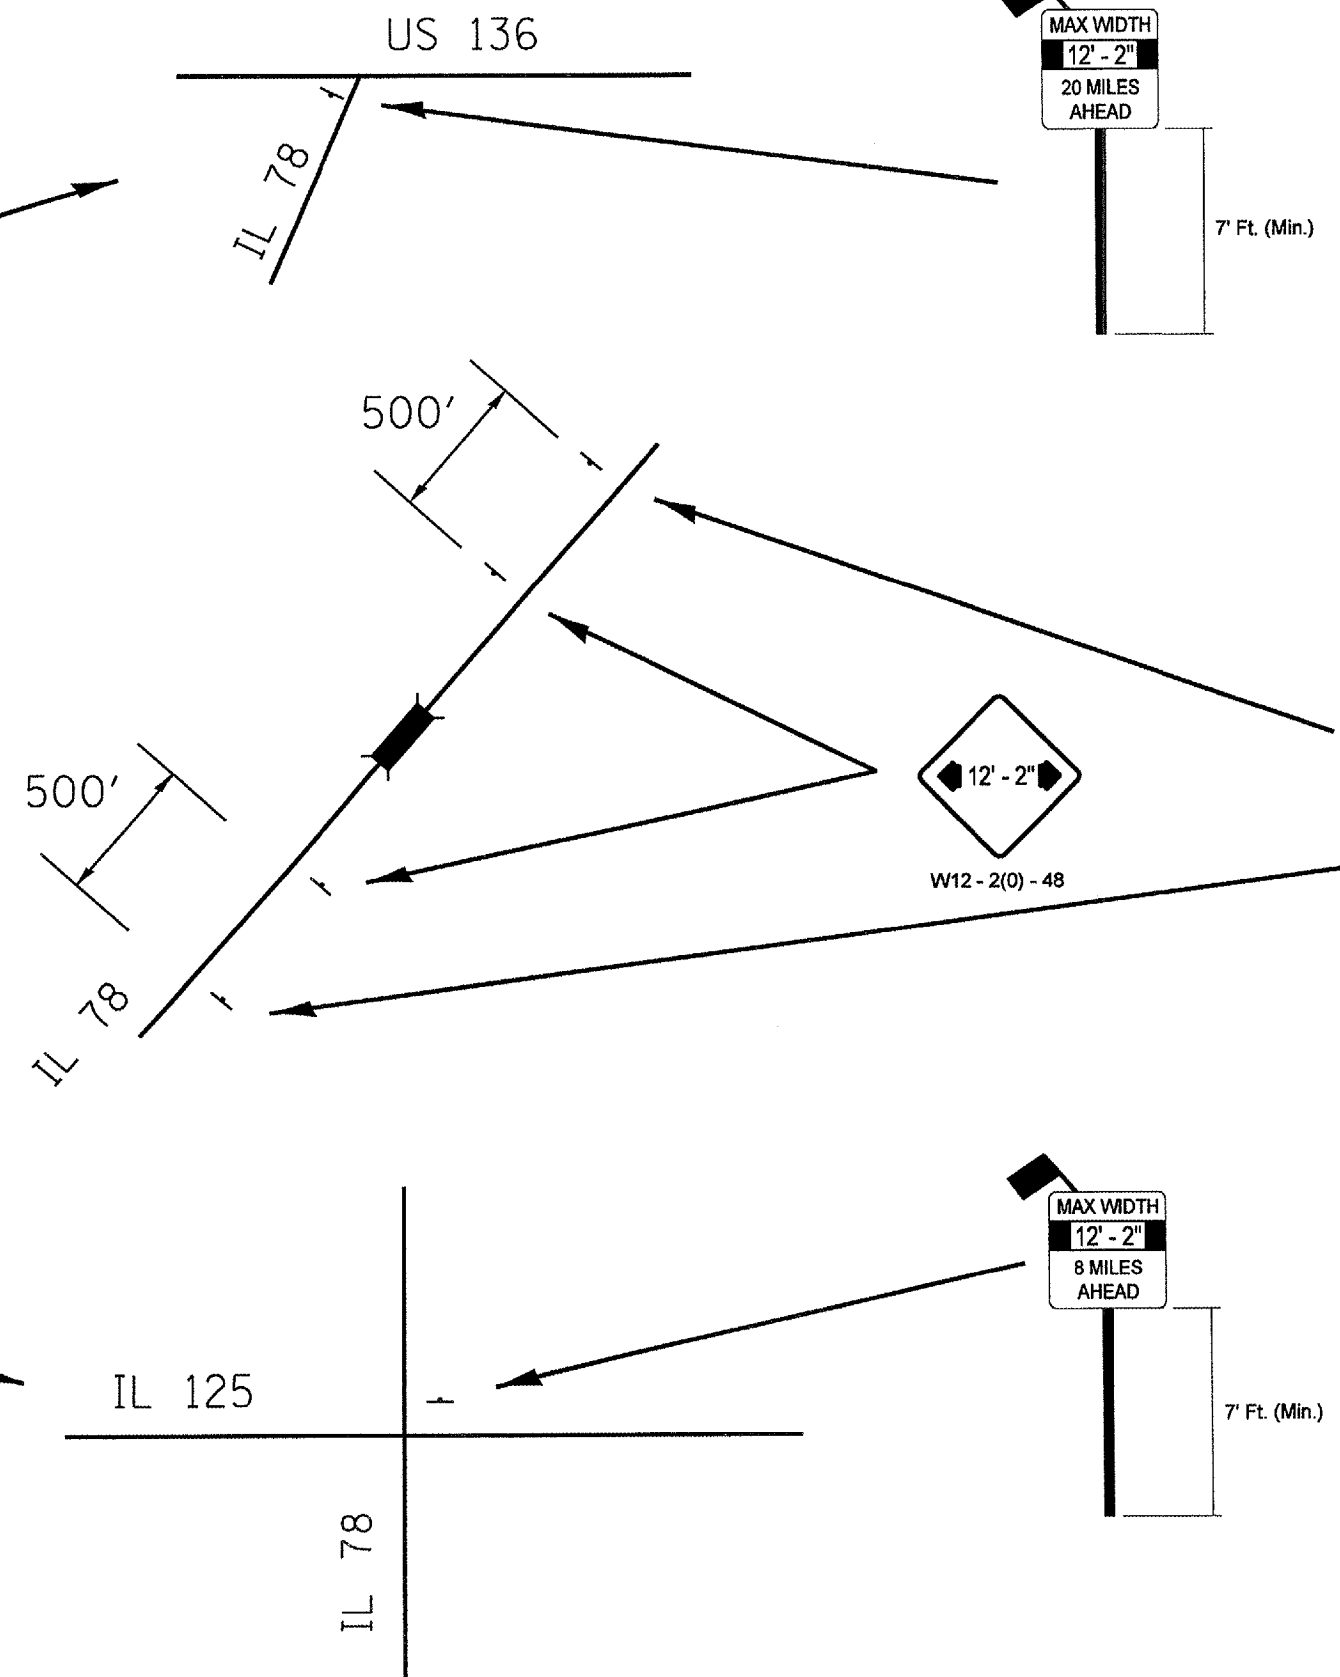 US 136
MAX WIDTH
12' - 2"
20 MILES
AHEAD
IL 78
7' Ft. (Min.)
500'
12' - 2"
500'
W12 - 2(0) - 48
IL 78
MAX WIDTH
12' - 2"
8 MILES
AHEAD
IL 125
7' Ft. (Min.)
IL 78